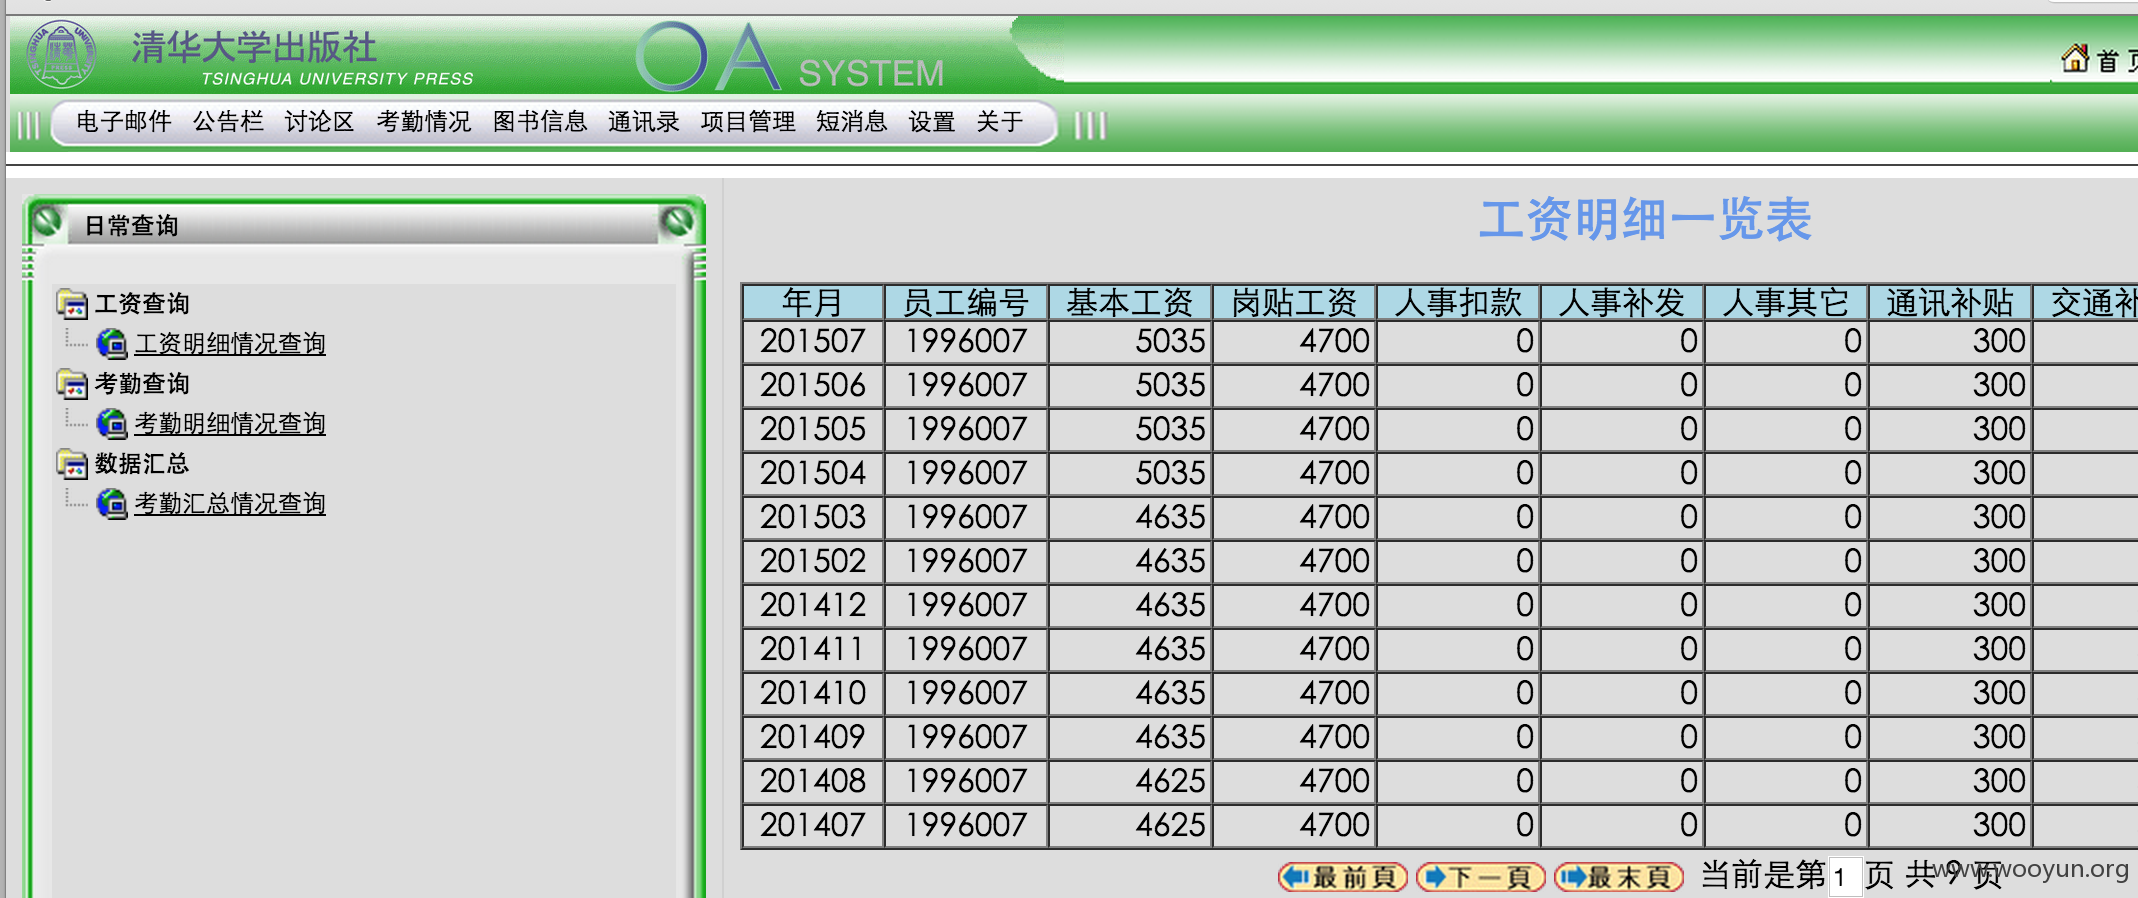 清华大学出版社
TSINGHUA UNIVERSITY PRESS
OA SYSTEM
首
电子邮件 公告栏 讨论区 考勤情况 图书信息 通讯录 项目管理 短消息 设置 关于
日常查询
工资查询
工资明细情况查询
考勤查询
考勤明细情况查询
数据汇总
考勤汇总情况查询
工资明细一览表
年月 员工编号 基本工资 岗贴工资 人事扣款 人事补发 人事其它 通讯补贴 交通补
201507 1996007 5035 4700 0 0 0 300
201506 1996007 5035 4700 0 0 0 300
201505 1996007 5035 4700 0 0 0 300
201504 1996007 5035 4700 0 0 0 300
201503 1996007 4635 4700 0 0 0 300
201502 1996007 4635 4700 0 0 0 300
201412 1996007 4635 4700 0 0 0 300
201411 1996007 4635 4700 0 0 0 300
201410 1996007 4635 4700 0 0 0 300
201409 1996007 4635 4700 0 0 0 300
201408 1996007 4625 4700 0 0 0 300
201407 1996007 4625 4700 0 0 0 300
最前頁 下一頁 最末頁 当前是第 1 页 共 9 页
www.wooyun.org